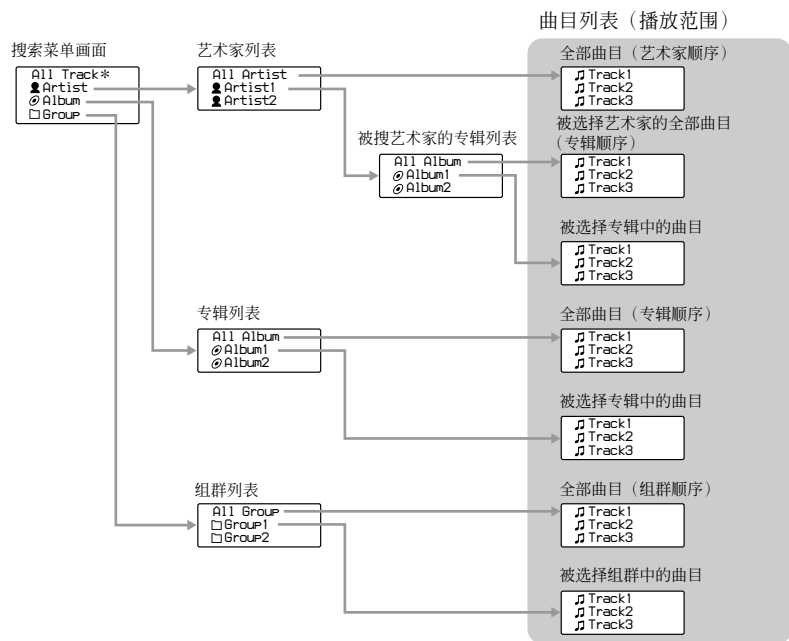 曲目列表（播放范围）
搜索菜单画面
All Track*
Artist
Album
Group
艺术家列表
All Artist
Artist1
Artist2
全部曲目（艺术家顺序）
Track1
Track2
Track3
被搜艺术家的专辑列表
All Album
Album1
Album2
被选择艺术家的全部曲目
（专辑顺序）
Track1
Track2
Track3
被选择专辑中的曲目
Track1
Track2
Track3
专辑列表
All Album
Album1
Album2
全部曲目（专辑顺序）
Track1
Track2
Track3
被选择专辑中的曲目
Track1
Track2
Track3
组群列表
All Group
Group1
Group2
全部曲目（组群顺序）
Track1
Track2
Track3
被选择组群中的曲目
Track1
Track2
Track3